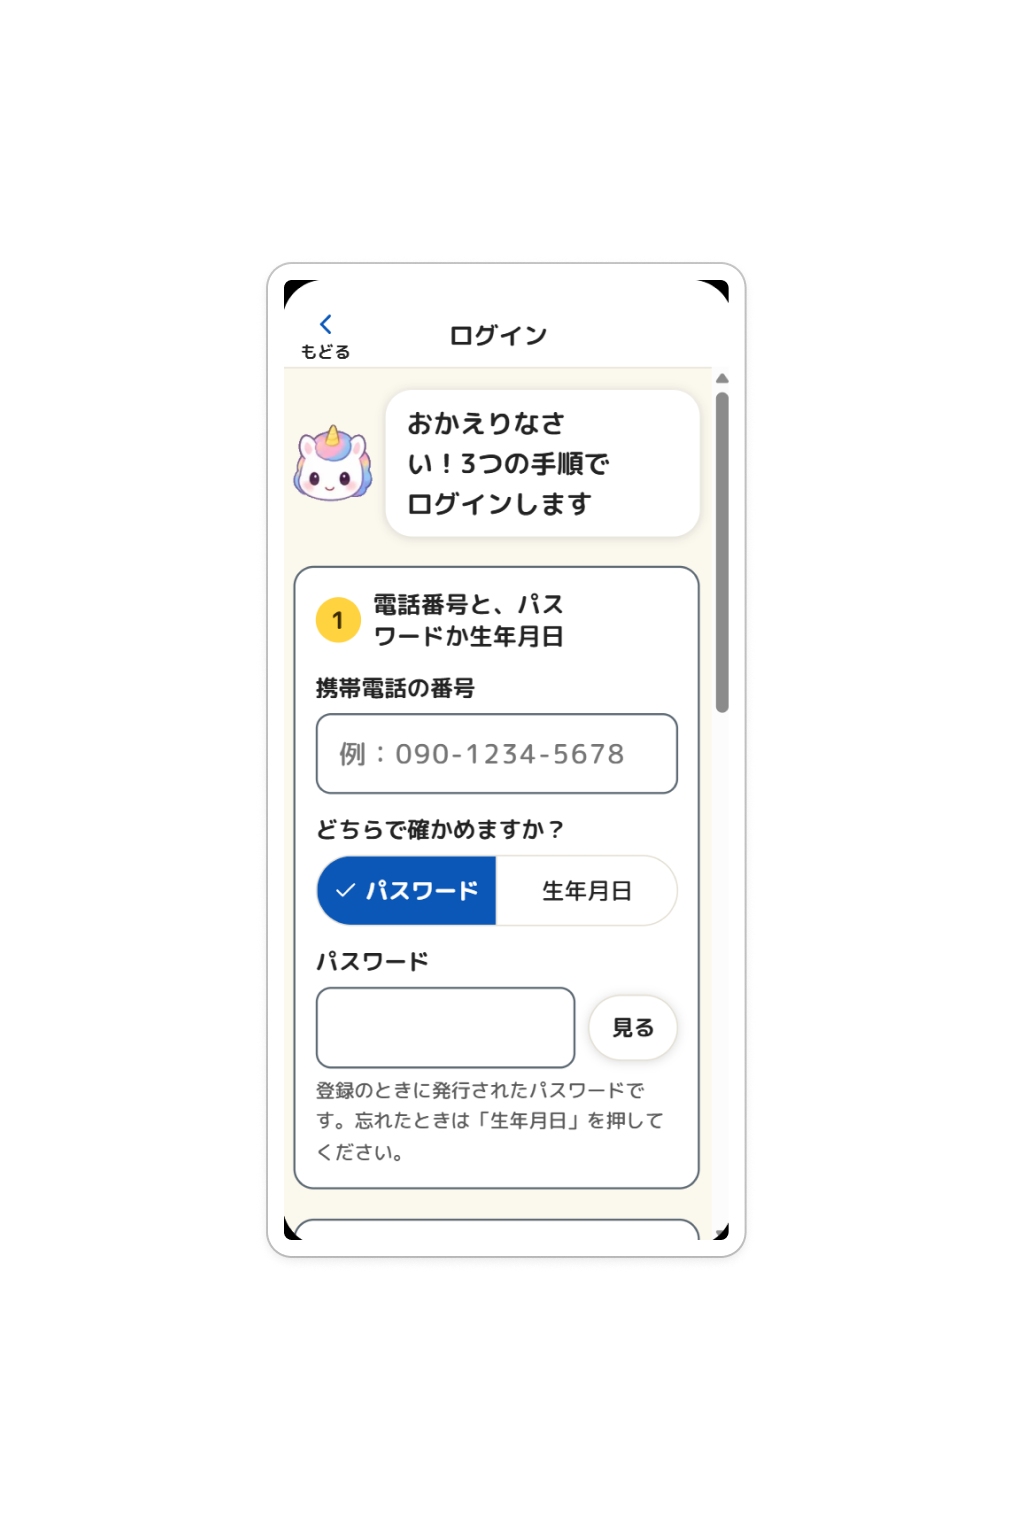 もどる
ログイン
おかえりなさ
い！3つの手順で
ログインします
1
電話番号と、パス
ワードか生年月日
携帯電話の番号
例：090-1234-5678
どちらで確かめますか？
パスワード
生年月日
パスワード
見る
登録のときに発行されたパスワードで
す。忘れたときは「生年月日」を押して
ください。